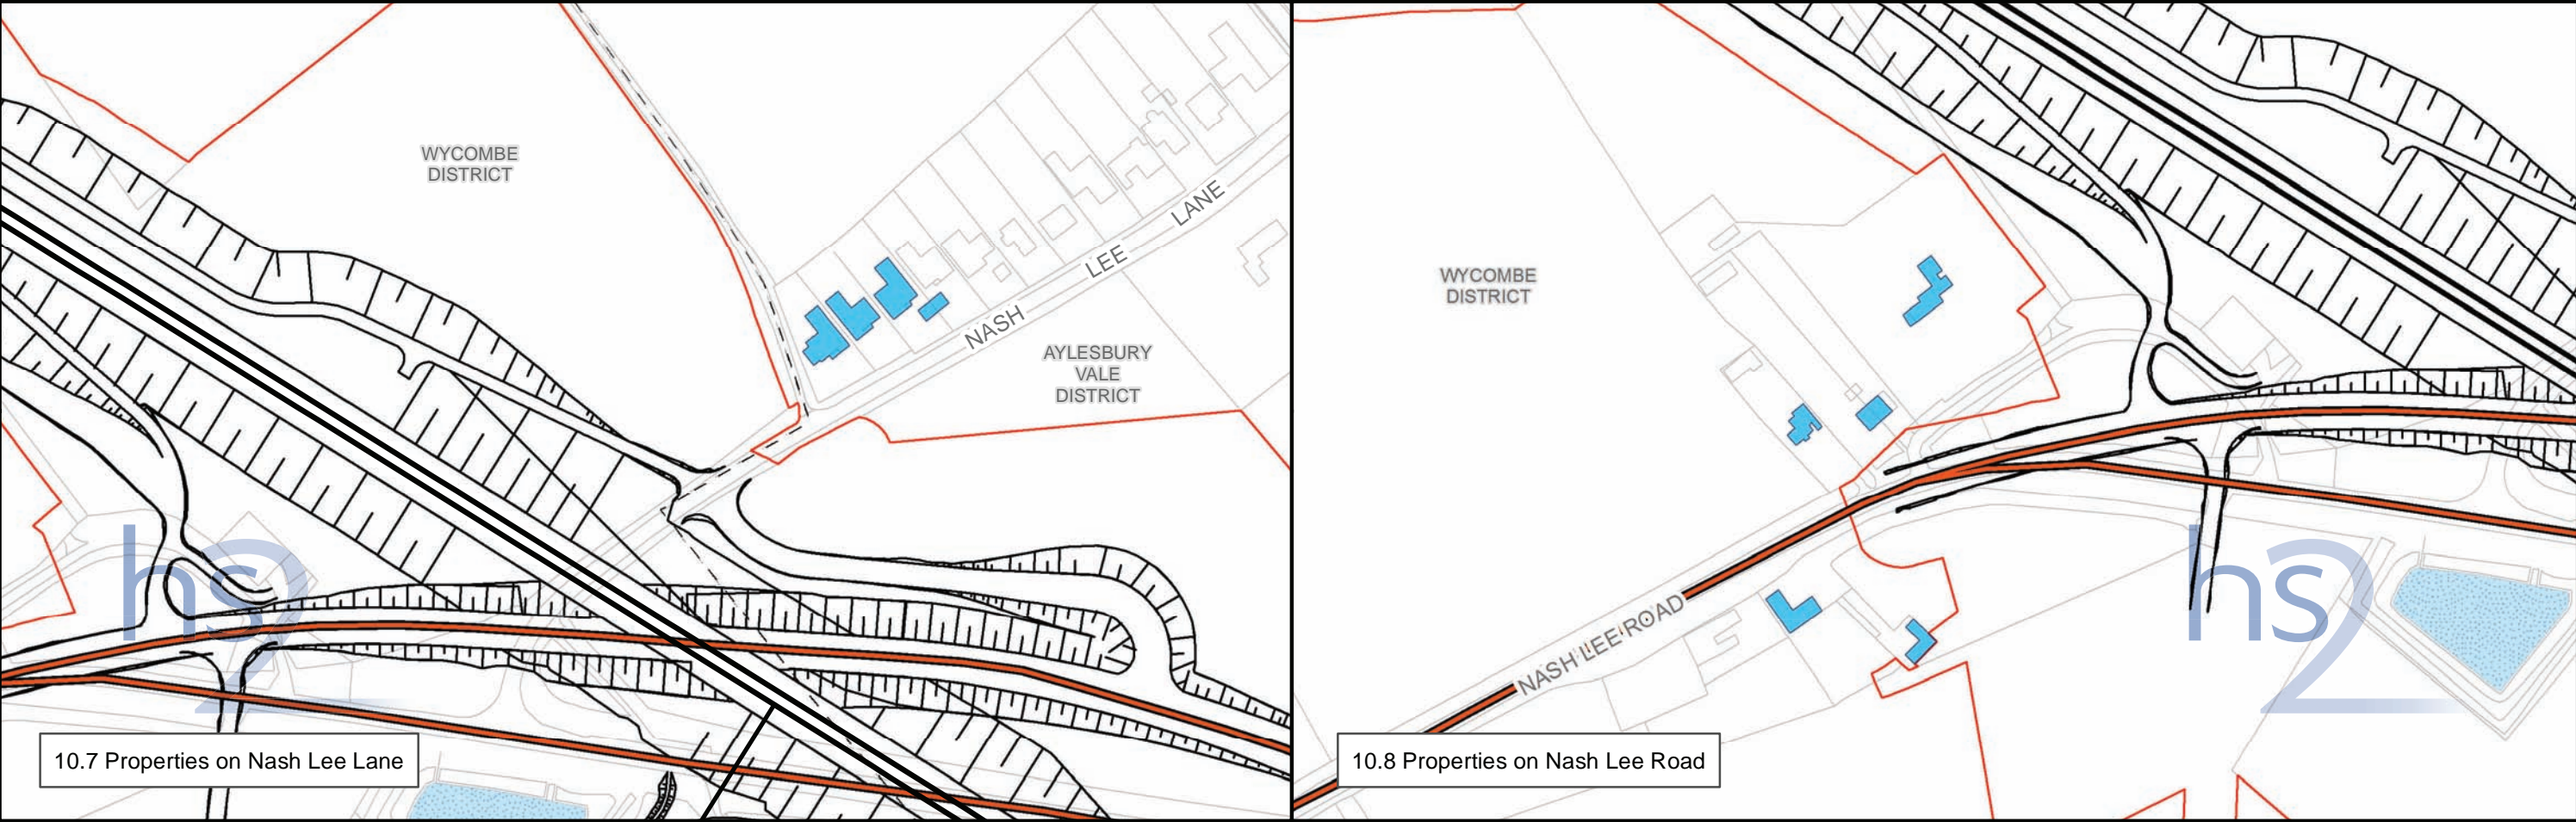 WYCOMBE
DISTRICT
NASH LEE LANE
AYLESBURY
VALE
DISTRICT
hs2
10.7 Properties on Nash Lee Lane
WYCOMBE
DISTRICT
NASH LEE ROAD
hs2
10.8 Properties on Nash Lee Road